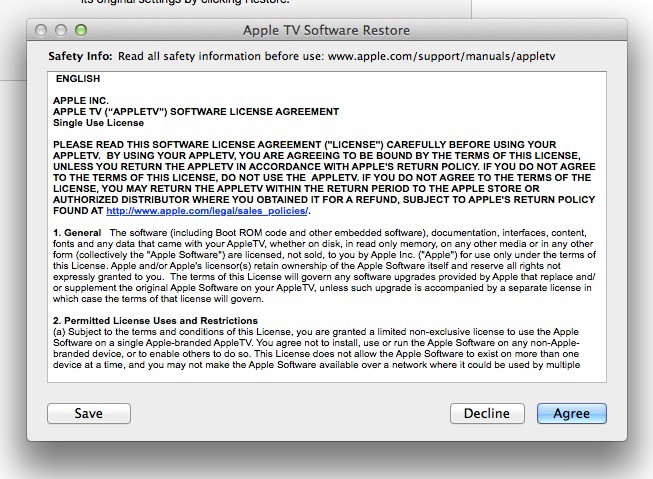 its original settings by clicking Restore.
Apple TV Software Restore
Safety Info: Read all safety information before use: www.apple.com/support/manuals/appletv
ENGLISH
APPLE INC.
APPLE TV ("APPLETV") SOFTWARE LICENSE AGREEMENT
Single Use License
PLEASE READ THIS SOFTWARE LICENSE AGREEMENT ("LICENSE") CAREFULLY BEFORE USING YOUR
APPLETV. BY USING YOUR APPLETV, YOU ARE AGREEING TO BE BOUND BY THE TERMS OF THIS LICENSE,
UNLESS YOU RETURN THE APPLETV IN ACCORDANCE WITH APPLE'S RETURN POLICY. IF YOU DO NOT AGREE
TO THE TERMS OF THIS LICENSE, DO NOT USE THE APPLETV. IF YOU DO NOT AGREE TO THE TERMS OF THE
LICENSE, YOU MAY RETURN THE APPLETV WITHIN THE RETURN PERIOD TO THE APPLE STORE OR
AUTHORIZED DISTRIBUTOR WHERE YOU OBTAINED IT FOR A REFUND, SUBJECT TO APPLE'S RETURN POLICY
FOUND AT http://www.apple.com/legal/sales_policies/.
1. General The software (including Boot ROM code and other embedded software), documentation, interfaces, content,
fonts and any data that came with your AppleTV, whether on disk, in read only memory, on any other media or in any other
form (collectively the "Apple Software") are licensed, not sold, to you by Apple Inc. ("Apple") for use only under the terms of
this License. Apple and/or Apple's licensor(s) retain ownership of the Apple Software itself and reserve all rights not
expressly granted to you. The terms of this License will govern any software upgrades provided by Apple that replace and/
or supplement the original Apple Software on your AppleTV, unless such upgrade is accompanied by a separate license in
which case the terms of that license will govern.
2. Permitted License Uses and Restrictions
(a) Subject to the terms and conditions of this License, you are granted a limited non-exclusive license to use the Apple
Software on a single Apple-branded AppleTV. You agree not to install, use or run the Apple Software on any non-Apple-
branded device, or to enable others to do so. This License does not allow the Apple Software to exist on more than one
device at a time, and you may not make the Apple Software available over a network where it could be used by multiple
Save
Decline
Agree